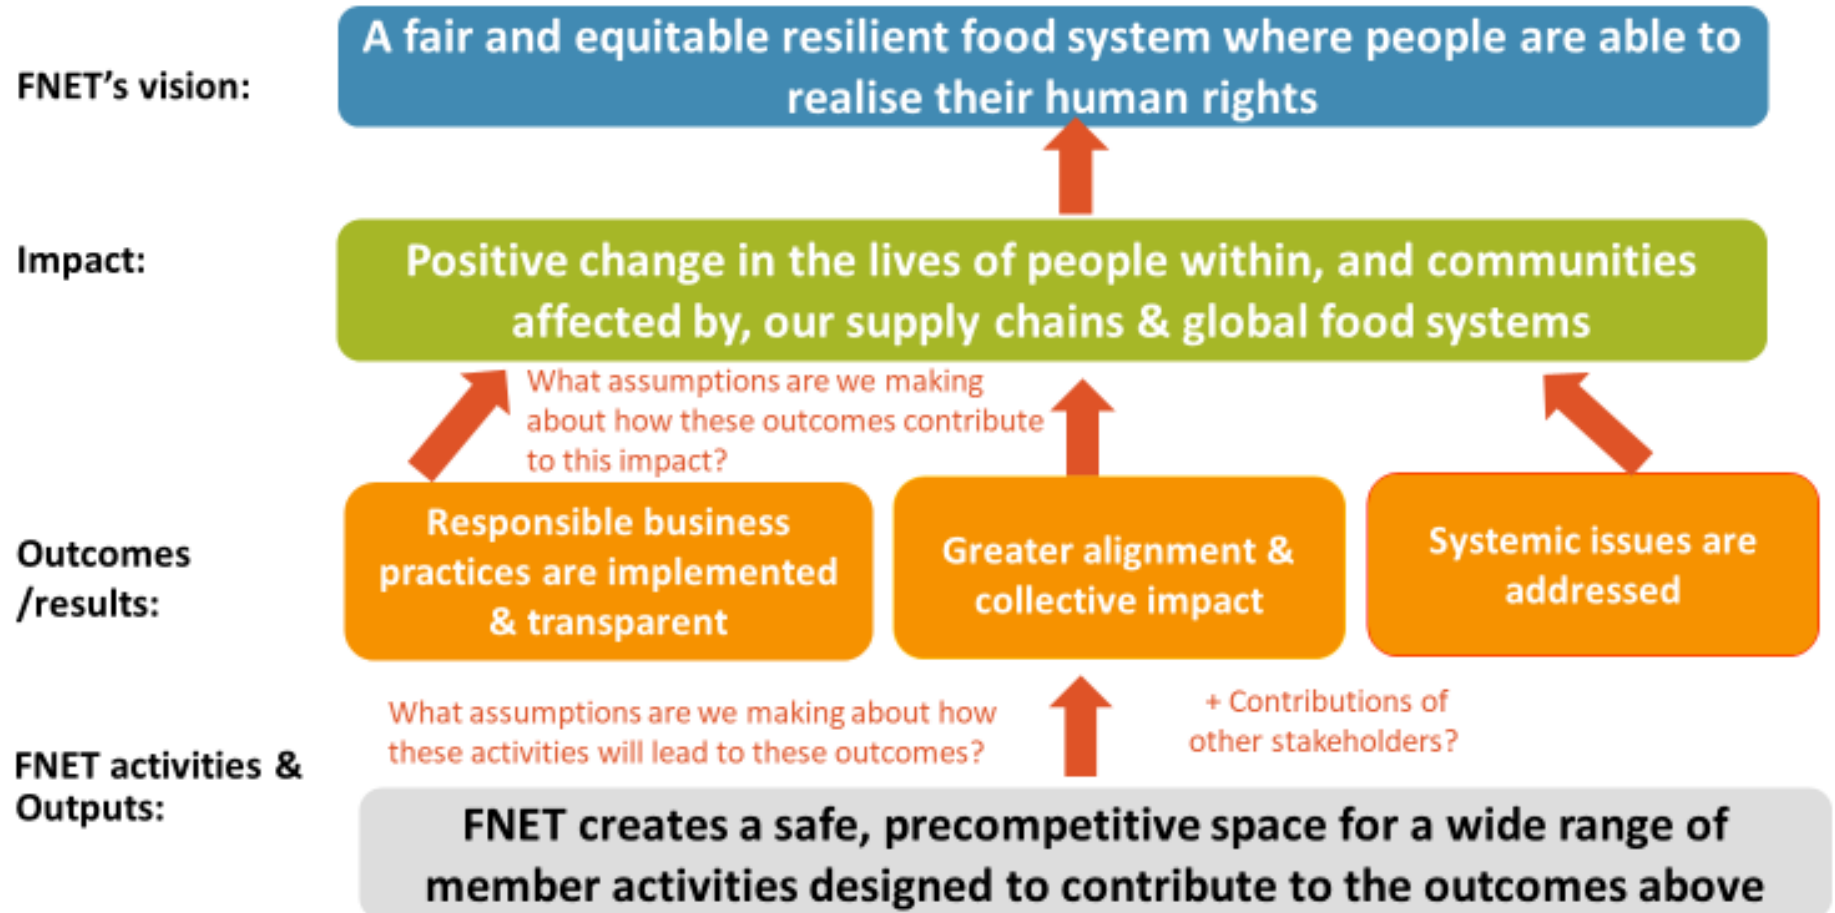 FNET's vision:
A fair and equitable resilient food system where people are able to
realise their human rights
Impact:
Positive change in the lives of people within, and communities
affected by, our supply chains & global food systems
What assumptions are we making
about how these outcomes contribute
to this impact?
Outcomes
/results:
Responsible business
practices are implemented
& transparent
Greater alignment &
collective impact
Systemic issues are
addressed
What assumptions are we making about how
these activities will lead to these outcomes?
+ Contributions of
other stakeholders?
FNET activities &
Outputs:
FNET creates a safe, precompetitive space for a wide range of
member activities designed to contribute to the outcomes above